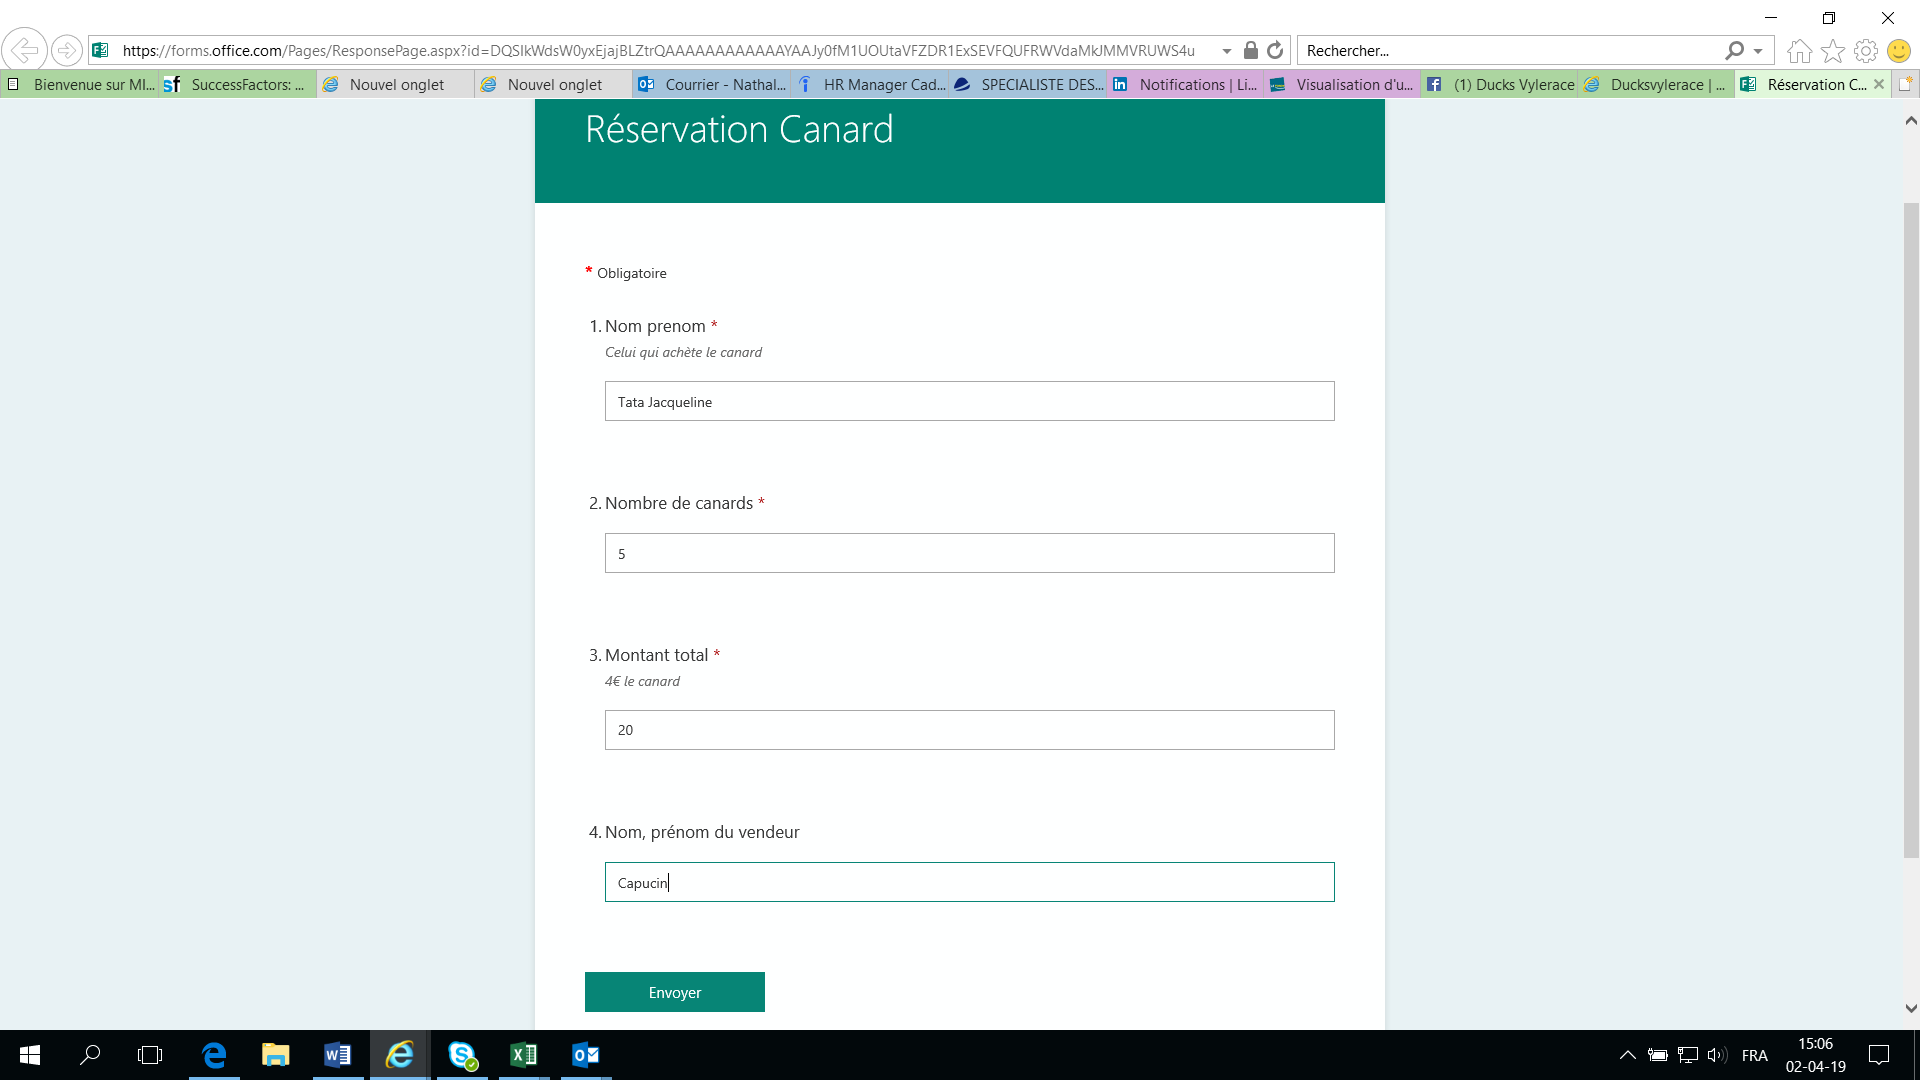 https://forms.office.com/Pages/ResponsePage.aspx?id=DQSIkWdsW0yxEjajBLZtrQAAAAAAAAAAAAYAAJy0fM1UOUtaVFZDR1ExSEVFQUFRWVdaMkJMMVRUWS4u
Rechercher...
Bienvenue sur MI...
SuccessFactors: ...
Nouvel onglet
Nouvel onglet
Courrier - Nathal...
HR Manager Cad...
SPECIALISTE DES...
Notifications | Li...
Visualisation d'u...
(1) Ducks Vylerace
Ducksvylerace | ...
Réservation C...
Réservation Canard
* Obligatoire
1. Nom prenom *
Celui qui achète le canard
Tata Jacqueline
2. Nombre de canards *
5
3. Montant total *
4€ le canard
20
4. Nom, prénom du vendeur
Capucin
Envoyer
FRA
15:06
02-04-19